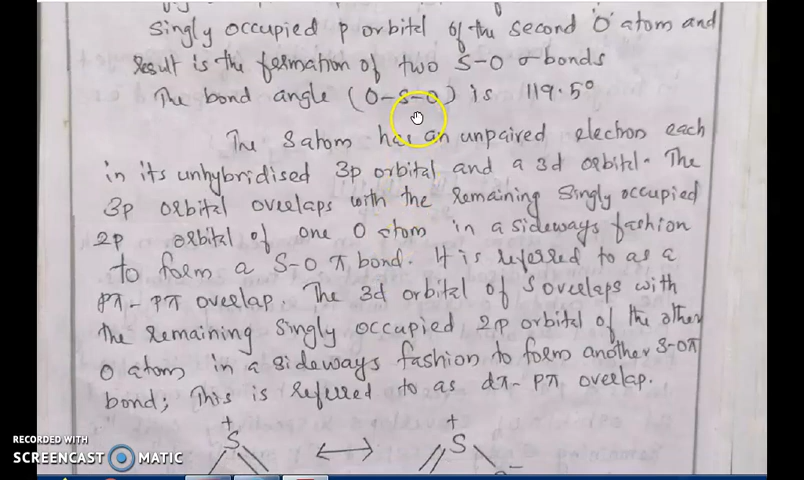 singly occupied p orbital of the second 'O' atom and
result is the formation of two S-O σ bonds
The bond angle (O-S-O) is 119.5°
The S atom has an unpaired electron each
in its unhybridised 3p orbital and a 3d orbital. The
3p orbital overlaps with the remaining singly occupied
2p orbital of one O atom in a sideways fashion
to form a S-O π bond. It is referred to as a
pπ-pπ overlap. The 3d orbital of S overlaps with
the remaining singly occupied 2p orbital of the other
O atom in a sideways fashion to form another S-Oπ
bond; This is referred to as dπ-pπ overlap.
+ +
S ↔ S
RECORDED WITH
SCREENCAST MATIC